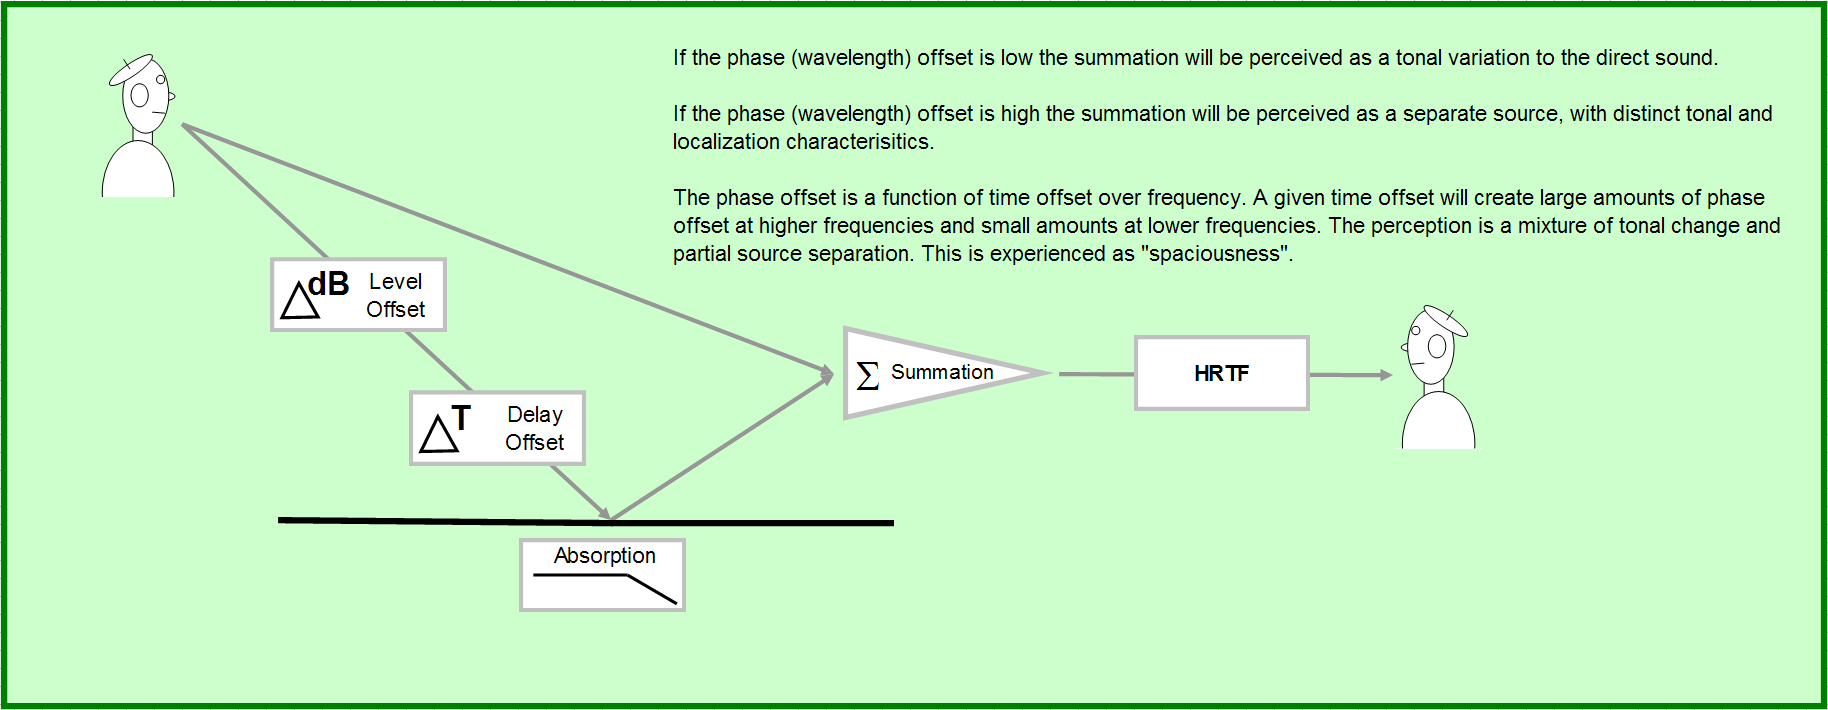 If the phase (wavelength) offset is low the summation will be perceived as a tonal variation to the direct sound.
If the phase (wavelength) offset is high the summation will be perceived as a separate source, with distinct tonal and
localization characterisitics.
The phase offset is a function of time offset over frequency. A given time offset will create large amounts of phase
offset at higher frequencies and small amounts at lower frequencies. The perception is a mixture of tonal change and
partial source separation. This is experienced as "spaciousness".
△dB Level
Offset
△T Delay
Offset
∑ Summation
HRTF
Absorption